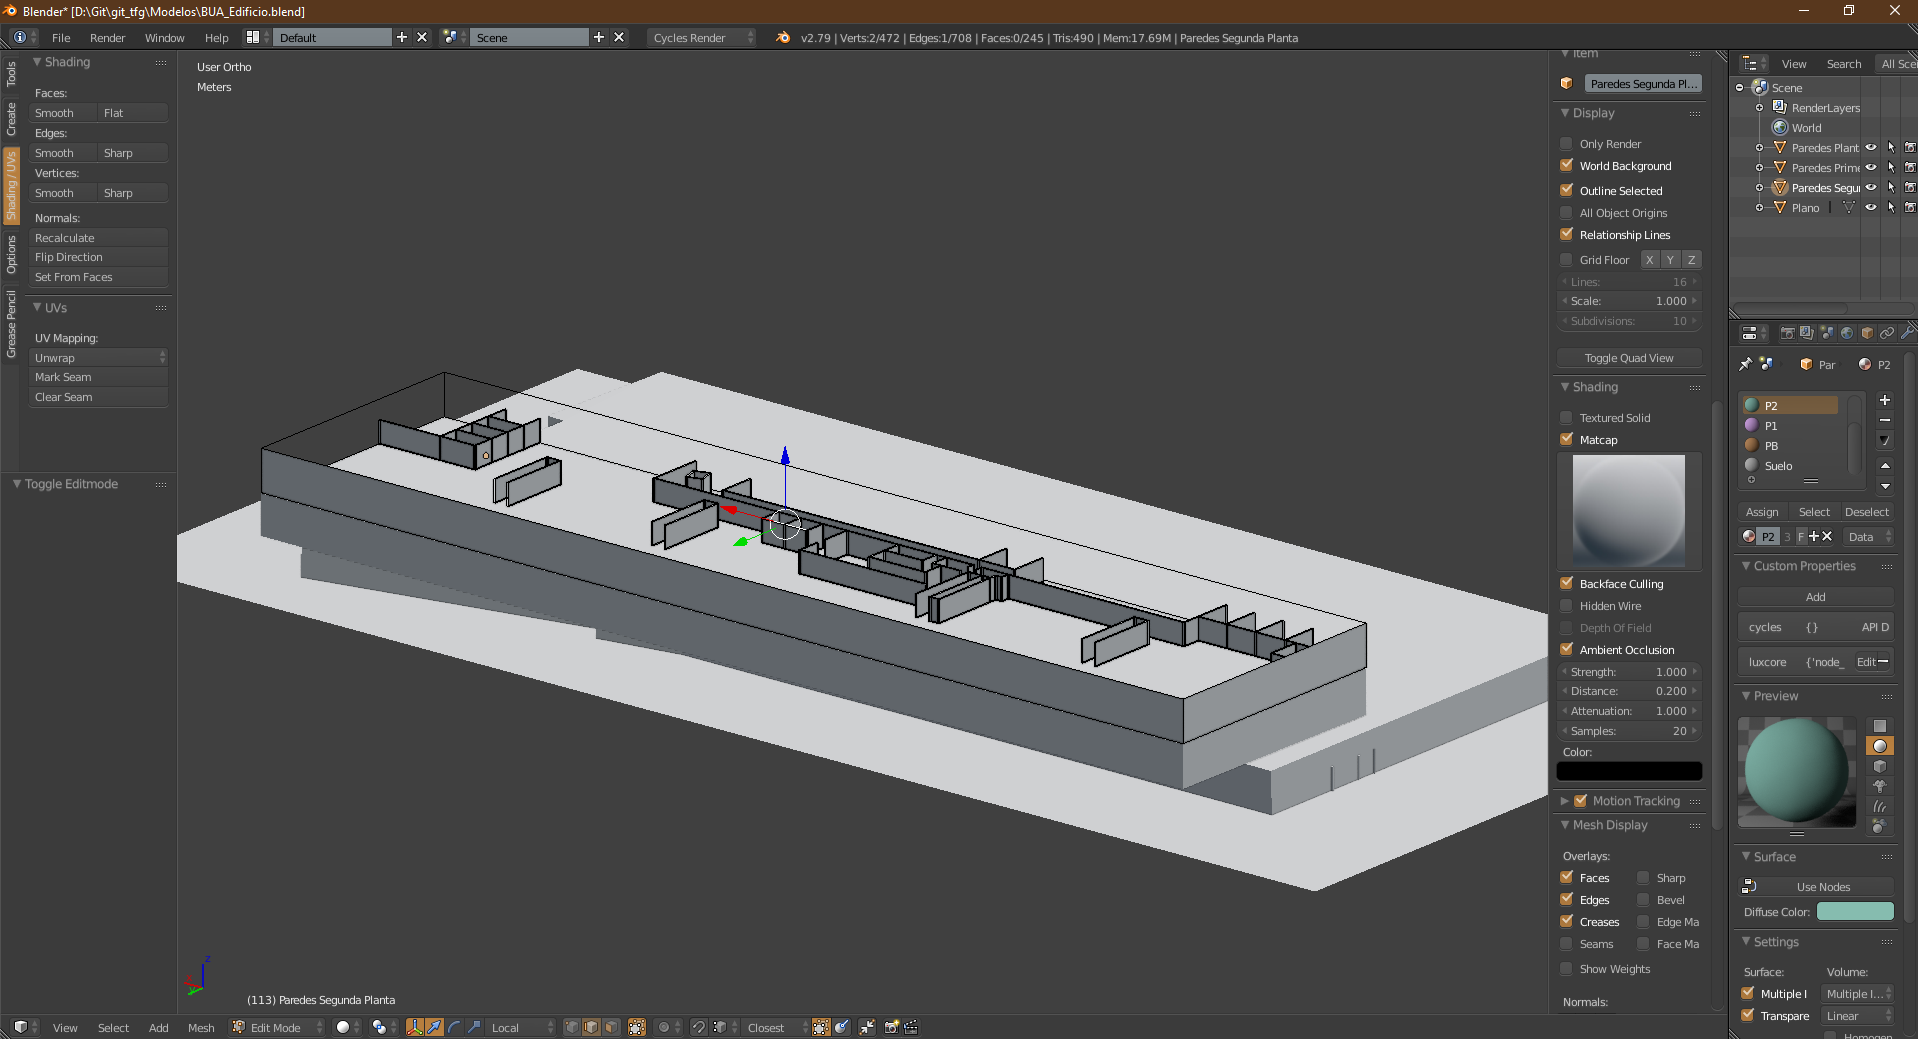 Blender* [D:\Git\git_tfg\Modelos\BUA_Edificio.blend]
File Render Window Help Default Scene Cycles Render v2.79 | Verts:2/472 | Edges:1/708 | Faces:0/245 | Tris:490 | Mem:17.69M | Paredes Segunda Planta
Tools
Create
Shading / UVs
Options
Grease Pencil
Shading
Faces:
Smooth Flat
Edges:
Smooth Sharp
Vertices:
Smooth Sharp
Normals:
Recalculate
Flip Direction
Set From Faces
UVs
UV Mapping:
Unwrap
Mark Seam
Clear Seam
Toggle Editmode
User Ortho
Meters
z
(113) Paredes Segunda Planta
View Select Add Mesh Edit Mode Local Closest
Item
Paredes Segunda Pl...
Display
Only Render
World Background
Outline Selected
All Object Origins
Relationship Lines
Grid Floor X Y Z
Lines: 16
Scale: 1.000
Subdivisions: 10
Toggle Quad View
Shading
Textured Solid
Matcap
Backface Culling
Hidden Wire
Depth Of Field
Ambient Occlusion
Strength: 1.000
Distance: 0.200
Attenuation: 1.000
Samples: 20
Color:
Motion Tracking
Mesh Display
Overlays:
Faces Sharp
Edges Bevel
Creases Edge Ma
Seams Face Ma
Show Weights
Normals:
View Search All Sce
Scene
RenderLayers
World
Paredes Plant
Paredes Prime
Paredes Segu
Plano
Par P2
P2
P1
PB
Suelo
Assign Select Deselect
P2 3 F Data
Custom Properties
Add
cycles {} API D
luxcore {'node_ Edit
Preview
Surface
Use Nodes
Diffuse Color:
Settings
Surface: Volume:
Multiple I Multiple I...
Transpare Linear
Homogen